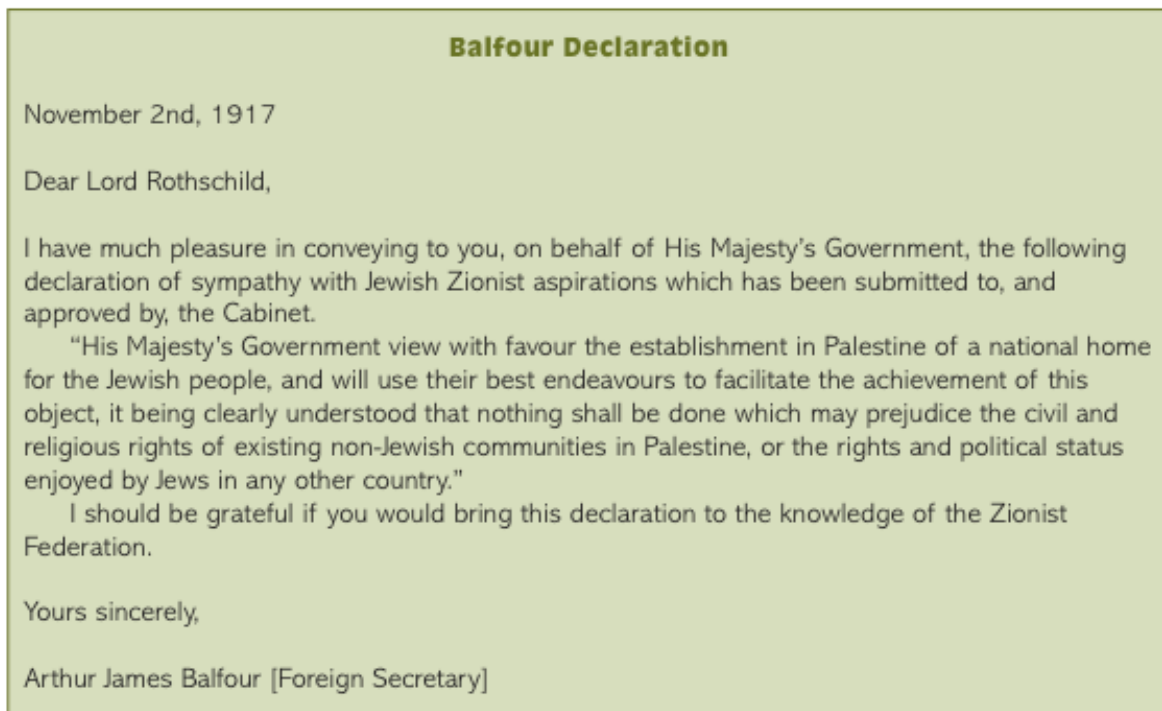 Balfour Declaration
November 2nd, 1917
Dear Lord Rothschild,
I have much pleasure in conveying to you, on behalf of His Majesty's Government, the following
declaration of sympathy with Jewish Zionist aspirations which has been submitted to, and
approved by, the Cabinet.
“His Majesty's Government view with favour the establishment in Palestine of a national home
for the Jewish people, and will use their best endeavours to facilitate the achievement of this
object, it being clearly understood that nothing shall be done which may prejudice the civil and
religious rights of existing non-Jewish communities in Palestine, or the rights and political status
enjoyed by Jews in any other country.”
I should be grateful if you would bring this declaration to the knowledge of the Zionist
Federation.
Yours sincerely,
Arthur James Balfour [Foreign Secretary]